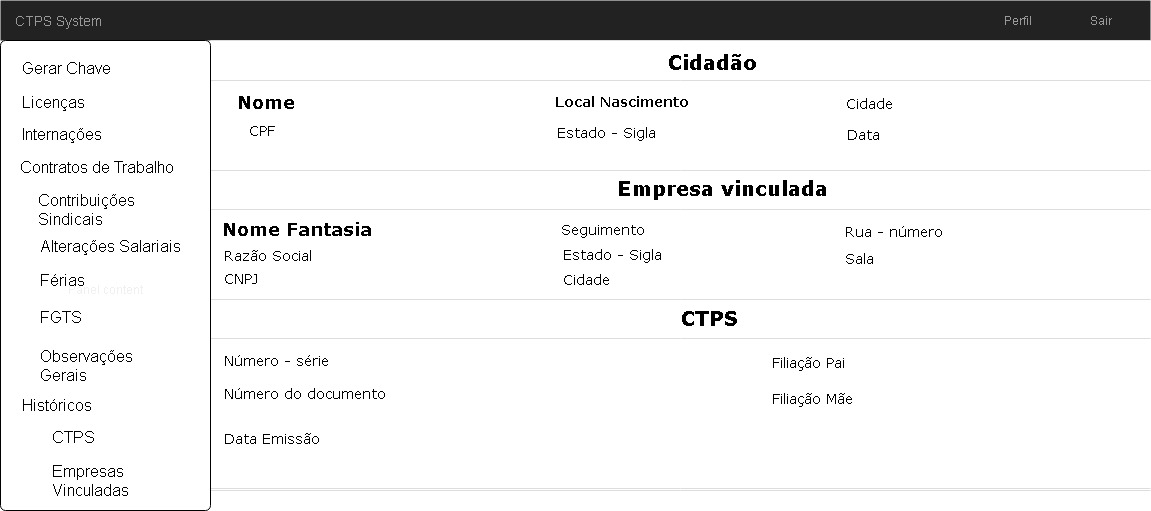 CTPS System
Perfil
Sair
Gerar Chave
Licenças
Internações
Contratos de Trabalho
Contribuições
Sindicais
Alterações Salariais
Férias
Panel content
FGTS
Observações
Gerais
Históricos
CTPS
Empresas
Vinculadas
Cidadão
Nome
Local Nascimento
Cidade
CPF
Estado - Sigla
Data
Empresa vinculada
Nome Fantasia
Seguimento
Rua - número
Razão Social
Estado - Sigla
Sala
CNPJ
Cidade
CTPS
Número - série
Filiação Pai
Número do documento
Filiação Mãe
Data Emissão